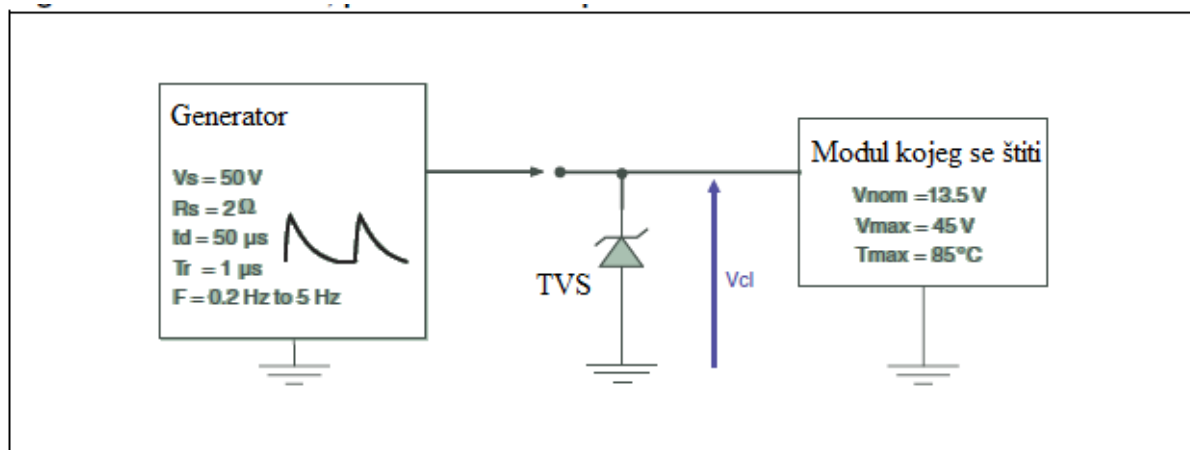 Generator
Vs = 50 V
Rs = 2Ω
td = 50 µs
Tr = 1 µs
F = 0.2 Hz to 5 Hz
TVS
Vcl
Modul kojeg se štiti
Vnom =13.5 V
Vmax = 45 V
Tmax = 85°C